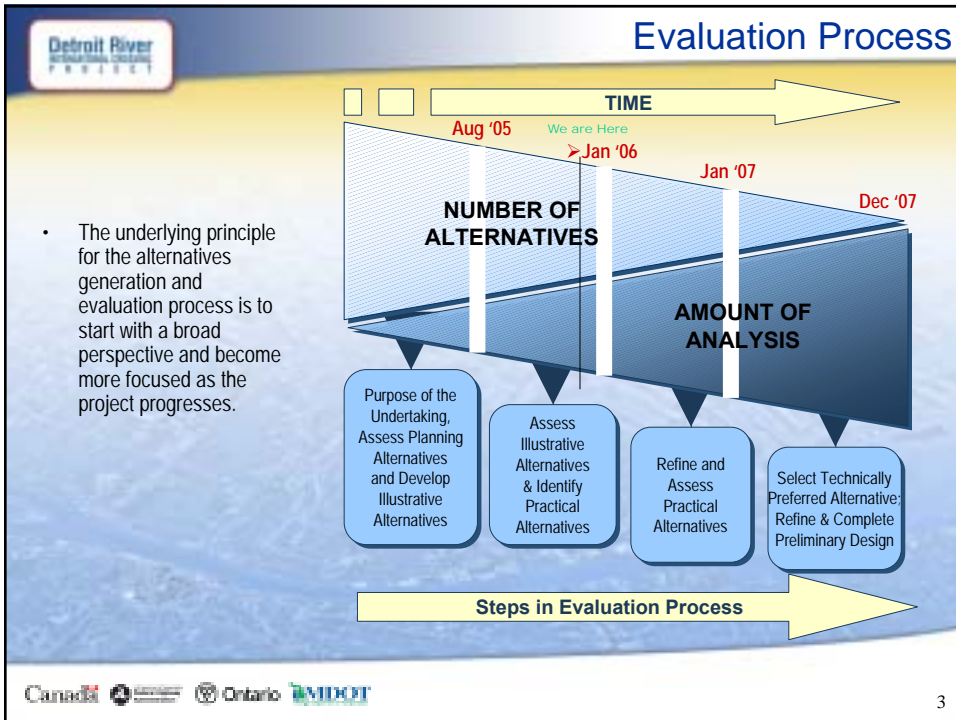 Evaluation Process
Detroit River
INTERNATIONAL CROSSING
PROJECT
TIME
Aug ‘05
We are Here
➢Jan ‘06
Jan ‘07
Dec ‘07
NUMBER OF
ALTERNATIVES
• The underlying principle
for the alternatives
generation and
evaluation process is to
start with a broad
perspective and become
more focused as the
project progresses.
AMOUNT OF
ANALYSIS
Purpose of the
Undertaking,
Assess Planning
Alternatives
and Develop
Illustrative
Alternatives
Assess
Illustrative
Alternatives
& Identify
Practical
Alternatives
Refine and
Assess
Practical
Alternatives
Select Technically
Preferred Alternative;
Refine & Complete
Preliminary Design
Steps in Evaluation Process
Canada
Ontario
MDOT
3